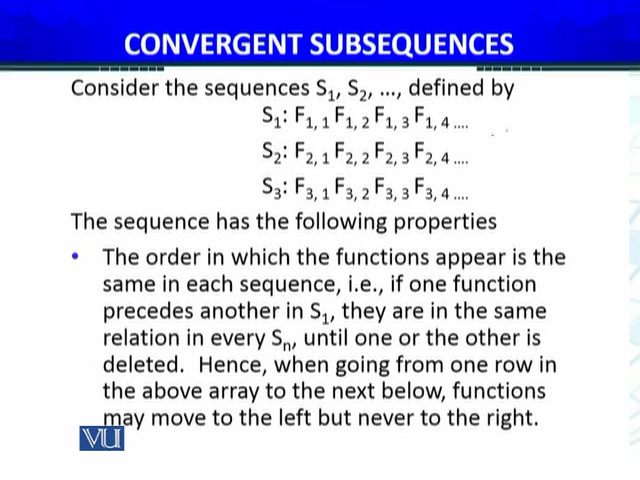 CONVERGENT SUBSEQUENCES
Consider the sequences S₁, S₂, ..., defined by
S₁: F₁, ₁ F₁, ₂ F₁, ₃ F₁, ₄ ....
S₂: F₂, ₁ F₂, ₂ F₂, ₃ F₂, ₄ ....
S₃: F₃, ₁ F₃, ₂ F₃, ₃ F₃, ₄ ....
The sequence has the following properties
• The order in which the functions appear is the
same in each sequence, i.e., if one function
precedes another in S₁, they are in the same
relation in every Sₙ, until one or the other is
deleted. Hence, when going from one row in
the above array to the next below, functions
may move to the left but never to the right.
VU